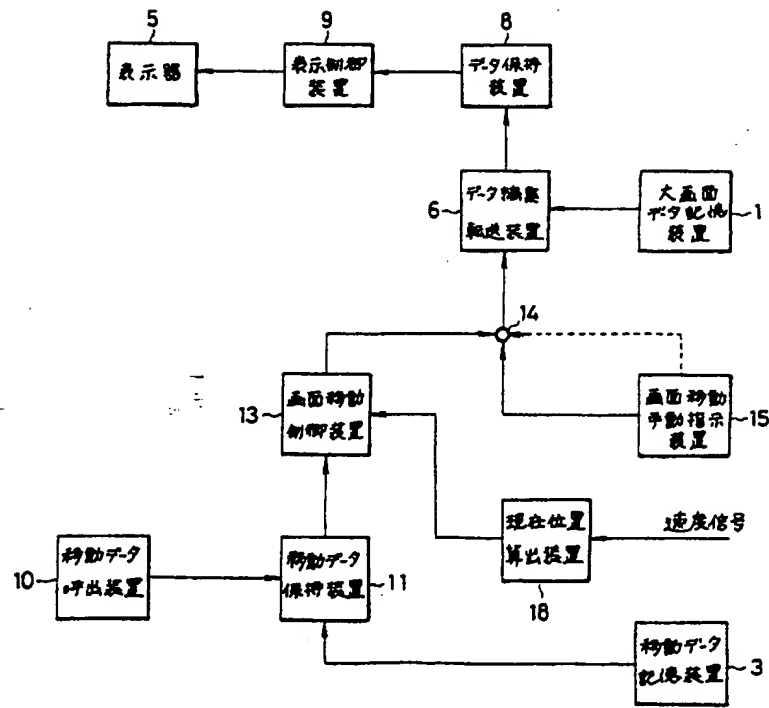 5
9
8
表示器
表示制御
装置
データ保持
装置
6
データ編集
転送装置
大画面
データ記憶
装置
1
14
13
画面移動
制御装置
画面移動
手動指示
装置
15
現在位置
算出装置
18
速度信号
10
移動データ
呼出装置
移動データ
保持装置
11
移動データ
記憶装置
3